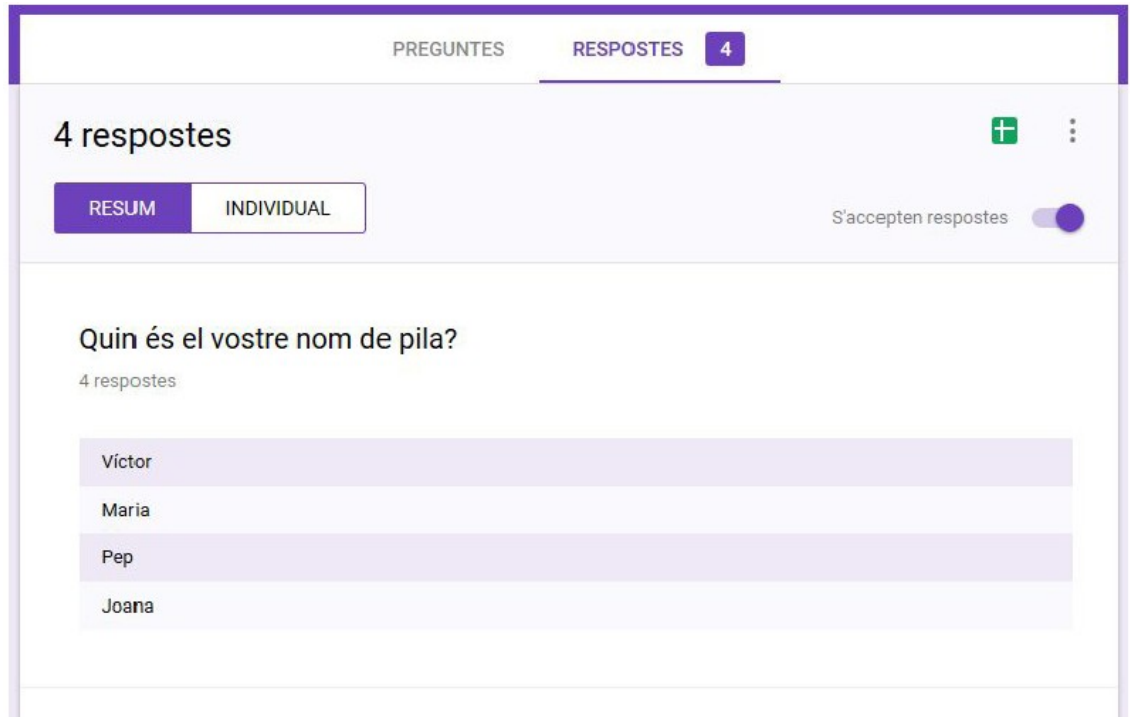 PREGUNTES RESPOSTES 4
4 respostes
RESUM INDIVIDUAL
S'accepten respostes
Quin és el vostre nom de pila?
4 respostes
Víctor
Maria
Pep
Joana